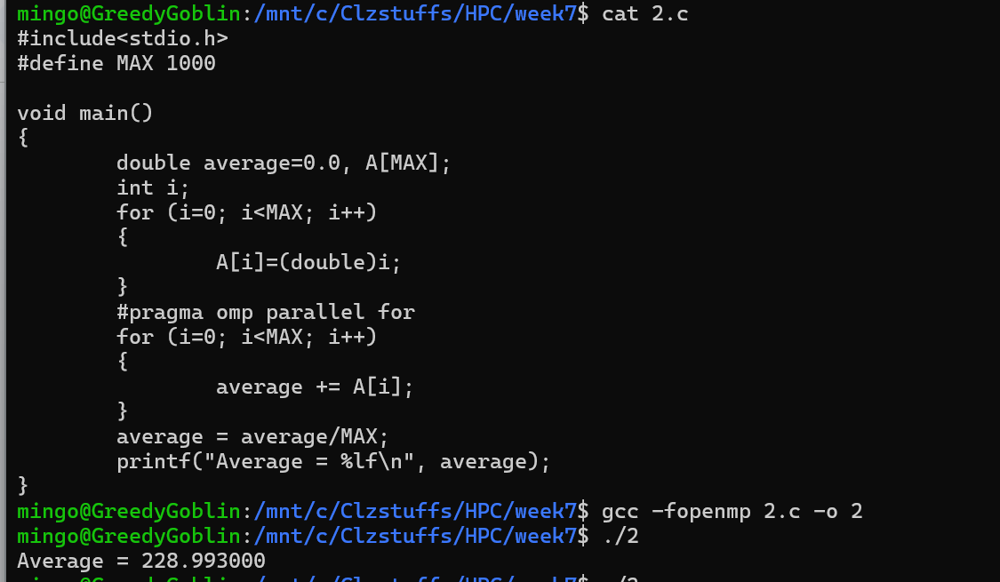 mingo@GreedyGoblin:/mnt/c/Clzstuffs/HPC/week7$ cat 2.c
#include<stdio.h>
#define MAX 1000

void main()
{
        double average=0.0, A[MAX];
        int i;
        for (i=0; i<MAX; i++)
        {
                A[i]=(double)i;
        }
        #pragma omp parallel for
        for (i=0; i<MAX; i++)
        {
                average += A[i];
        }
        average = average/MAX;
        printf("Average = %lf\n", average);
}
mingo@GreedyGoblin:/mnt/c/Clzstuffs/HPC/week7$ gcc -fopenmp 2.c -o 2
mingo@GreedyGoblin:/mnt/c/Clzstuffs/HPC/week7$ ./2
Average = 228.993000